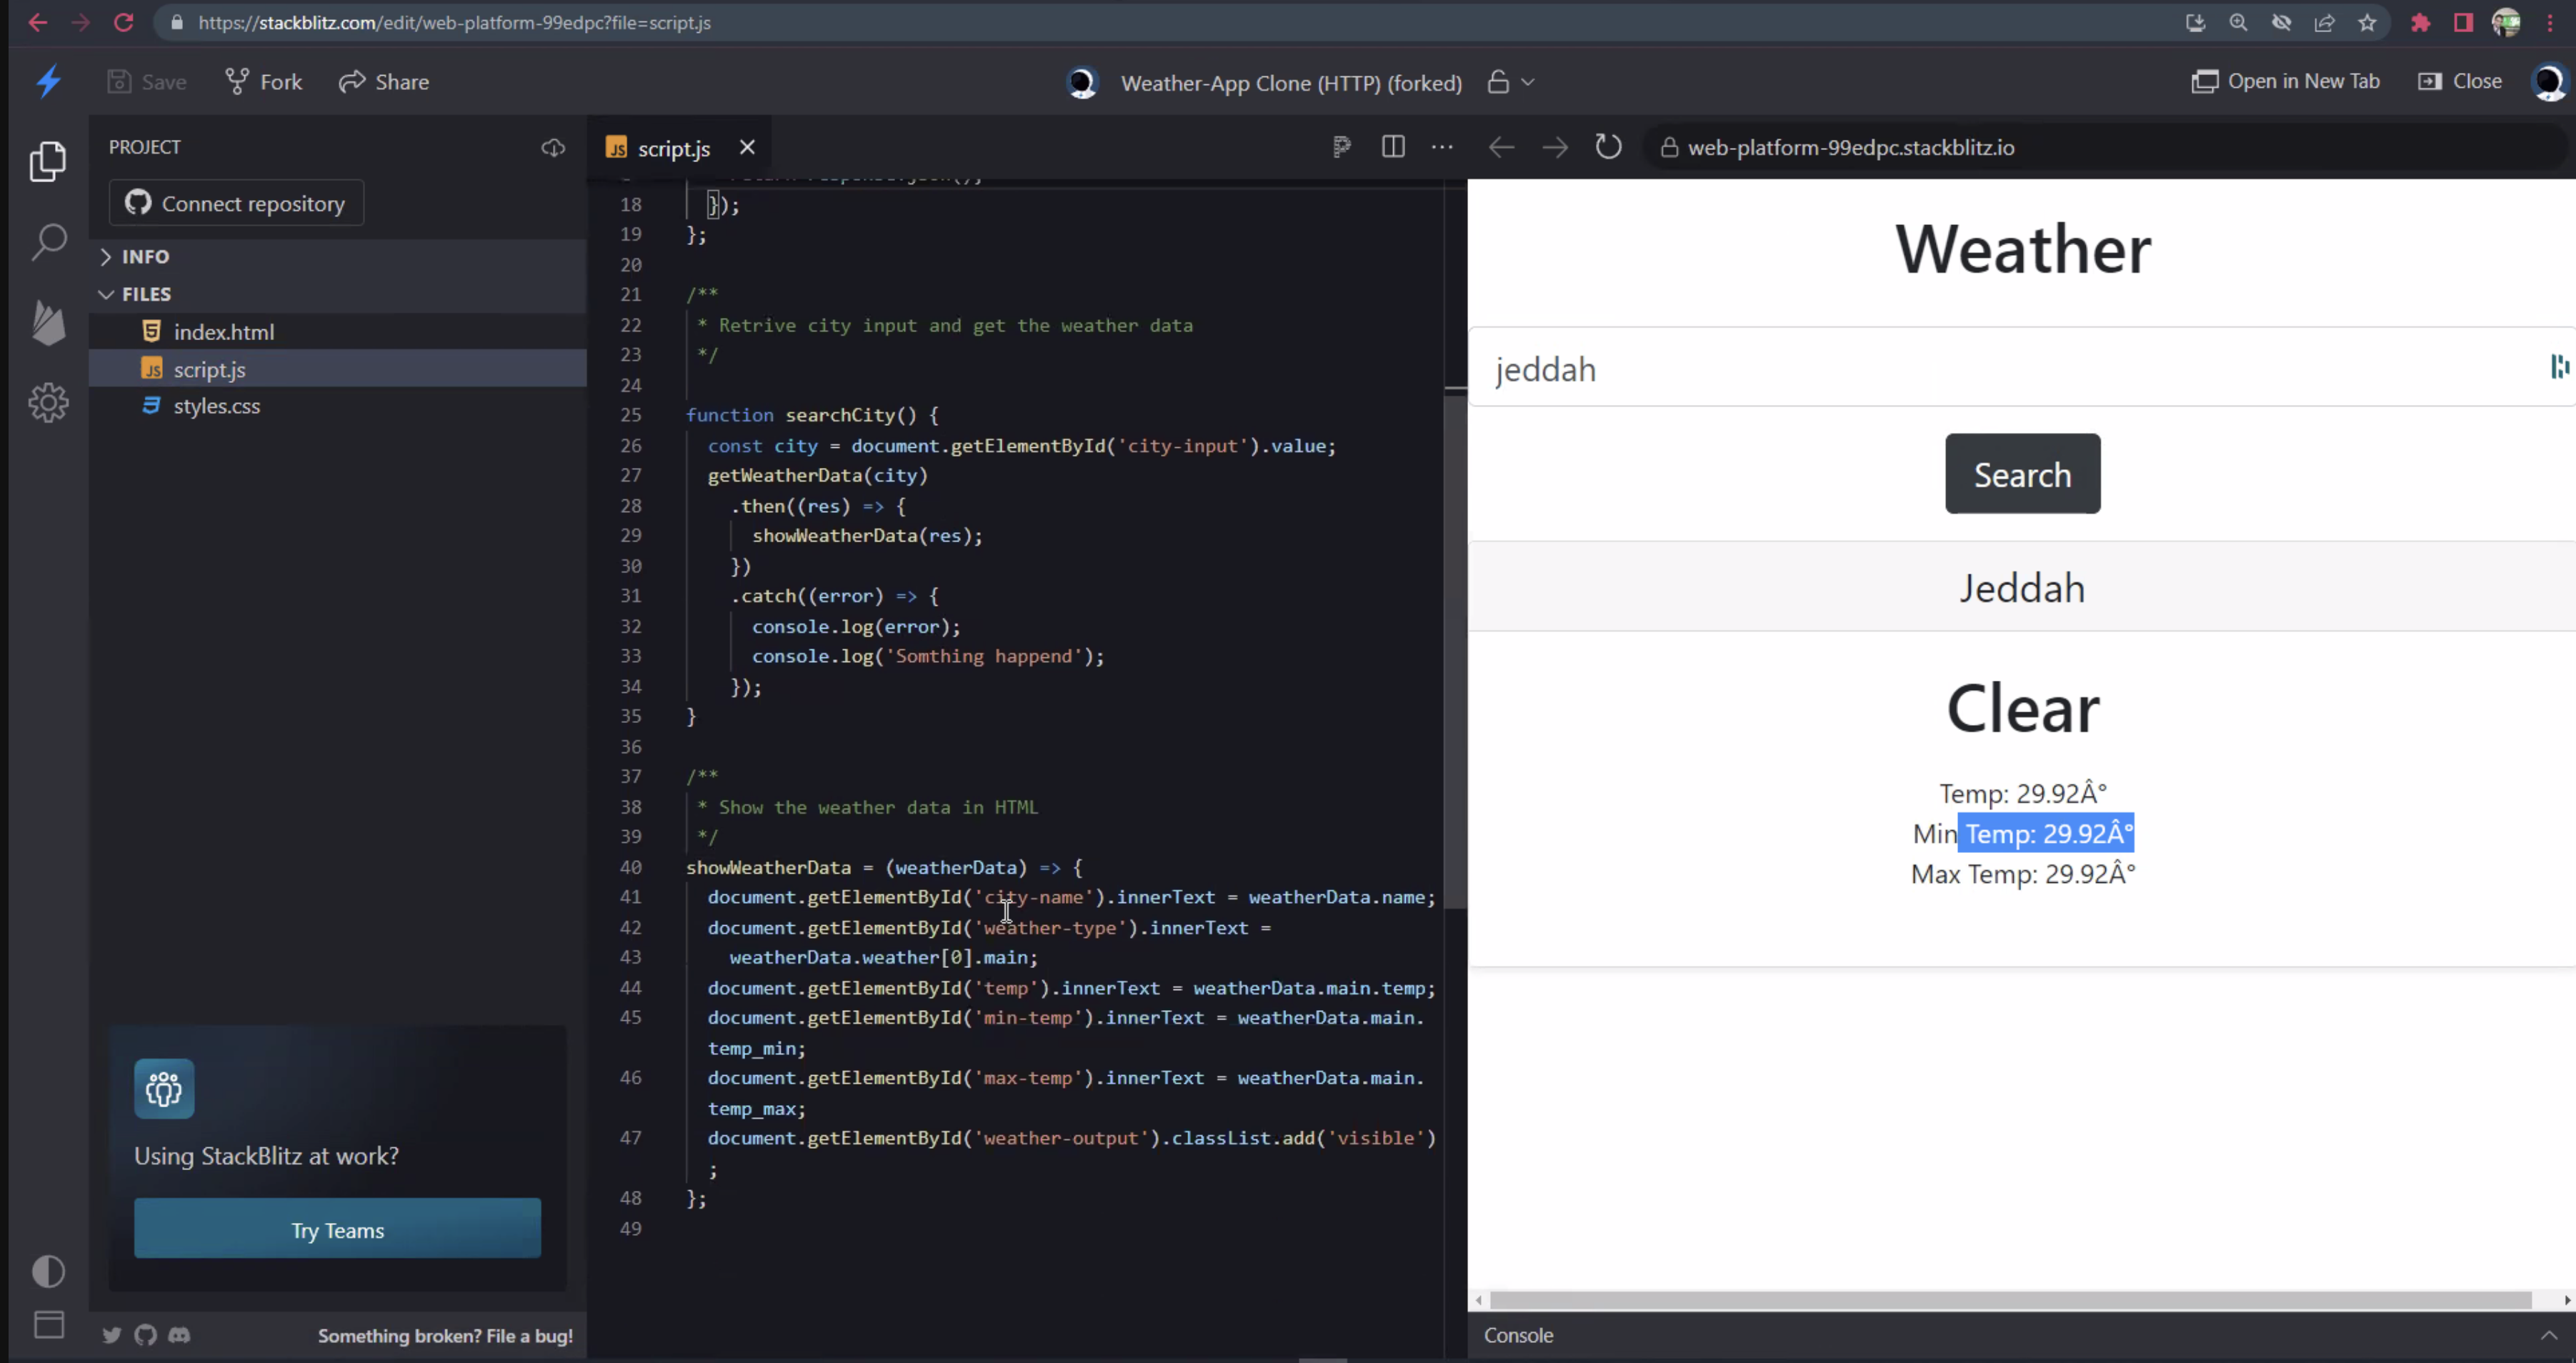 https://stackblitz.com/edit/web-platform-99edpc?file=script.js
Save
Fork
Share
Weather-App Clone (HTTP) (forked)
Open in New Tab
Close
PROJECT
Connect repository
INFO
FILES
index.html
script.js
styles.css
Using StackBlitz at work?
Try Teams
Something broken? File a bug!
JS script.js
18 });
19 };
20
21 /**
22 * Retrive city input and get the weather data
23 */
24
25 function searchCity() {
26 const city = document.getElementById('city-input').value;
27 getWeatherData(city)
28 .then((res) => {
29 showWeatherData(res);
30 })
31 .catch((error) => {
32 console.log(error);
33 console.log('Somthing happend');
34 });
35 }
36
37 /**
38 * Show the weather data in HTML
39 */
40 showWeatherData = (weatherData) => {
41 document.getElementById('city-name').innerText = weatherData.name;
42 document.getElementById('weather-type').innerText =
43 weatherData.weather[0].main;
44 document.getElementById('temp').innerText = weatherData.main.temp;
45 document.getElementById('min-temp').innerText = weatherData.main.
temp_min;
46 document.getElementById('max-temp').innerText = weatherData.main.
temp_max;
47 document.getElementById('weather-output').classList.add('visible')
;
48 };
49
web-platform-99edpc.stackblitz.io
Weather
jeddah
Search
Jeddah
Clear
Temp: 29.92Â°
Min Temp: 29.92Â°
Max Temp: 29.92Â°
Console